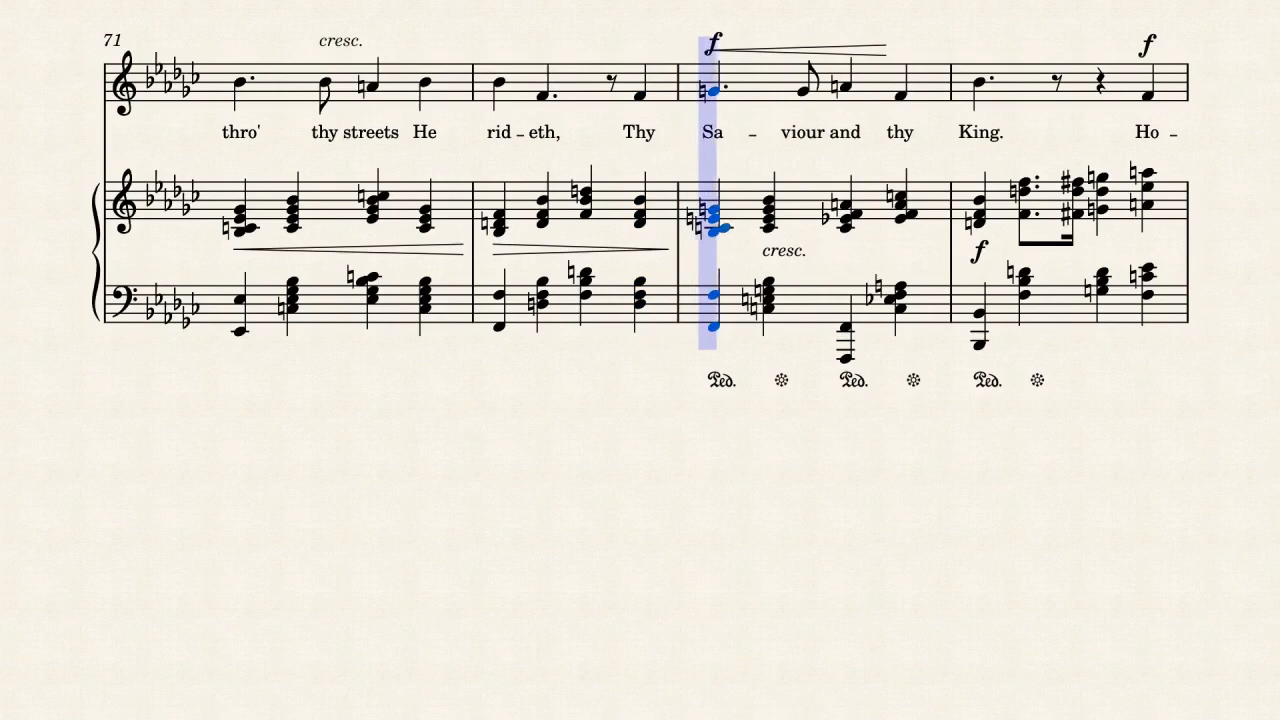 71
cresc.
f
f
thro' thy streets He rid – eth, Thy Sa – viour and thy King. Ho –
cresc.
f
Ped. Ped. Ped.